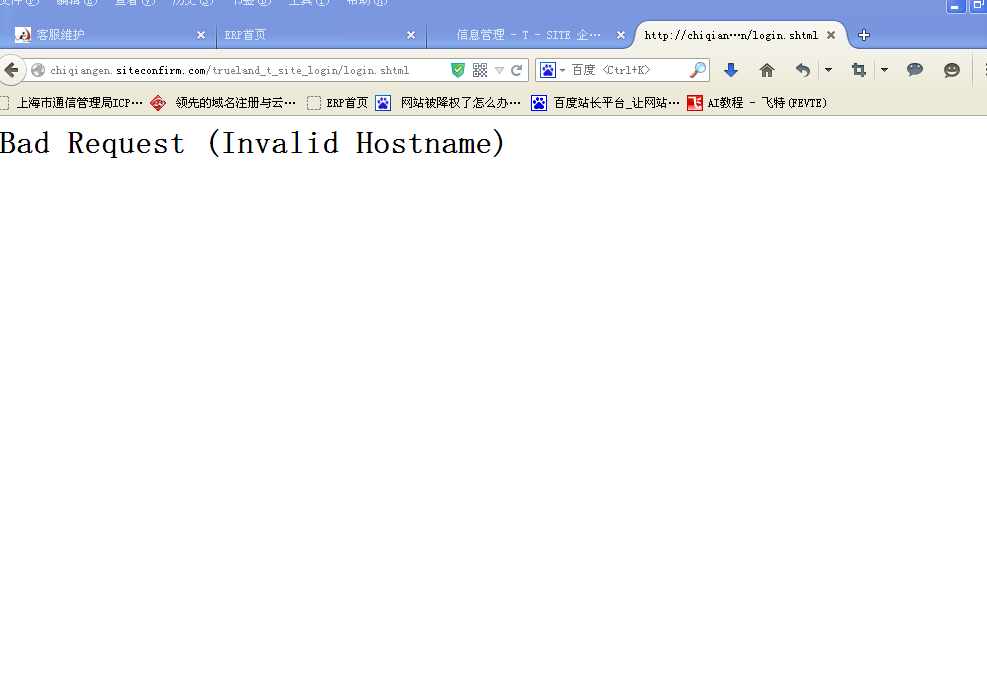 文件(F) 编辑(E) 查看(V) 历史(S) 书签(B) 工具(T) 帮助(H)
客服维护 ERP首页 信息管理 - T - SITE 企… http://chiqian…n/login.shtml
chiqiangen.siteconfirm.com/trueland_t_site_login/login.shtml 百度 <Ctrl+K>
上海市通信管理局ICP… 领先的域名注册与云… ERP首页 网站被降权了怎么办… 百度站长平台_让网站… AI教程 - 飞特(FEVTE)
Bad Request (Invalid Hostname)